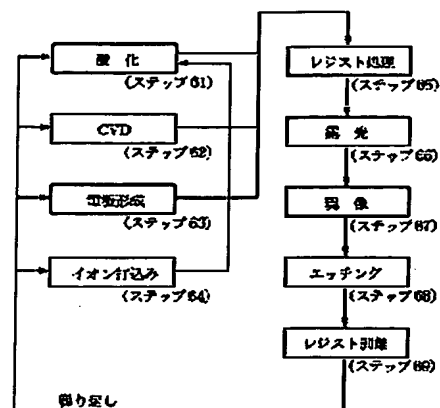 酸化
(ステップ61)
CVD
(ステップ62)
電極形成
(ステップ63)
イオン打込み
(ステップ64)
繰り返し
レジスト処理
(ステップ65)
露光
(ステップ66)
現像
(ステップ67)
エッチング
(ステップ68)
レジスト剥離
(ステップ69)